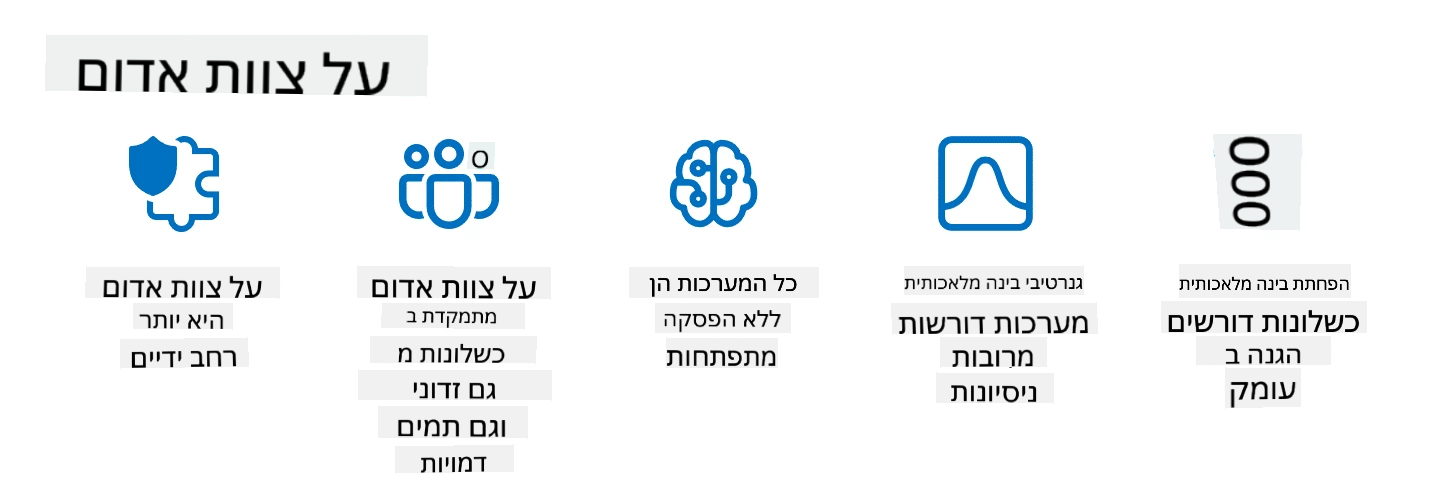 על צוות אדום
o
000
על צוות אדום
היא יותר
רחב ידיים
על צוות אדום
מתמקדת ב
כשלונות מ
גם זדוני
וגם תמים
דמויות
כל המערכות הן
ללא הפסקה
מתפתחות
גנרטיבי בינה מלאכותית
מערכות דורשות
מרובות
ניסיונות
הפחתת בינה מלאכותית
כשלונות דורשים
הגנה ב
עומק